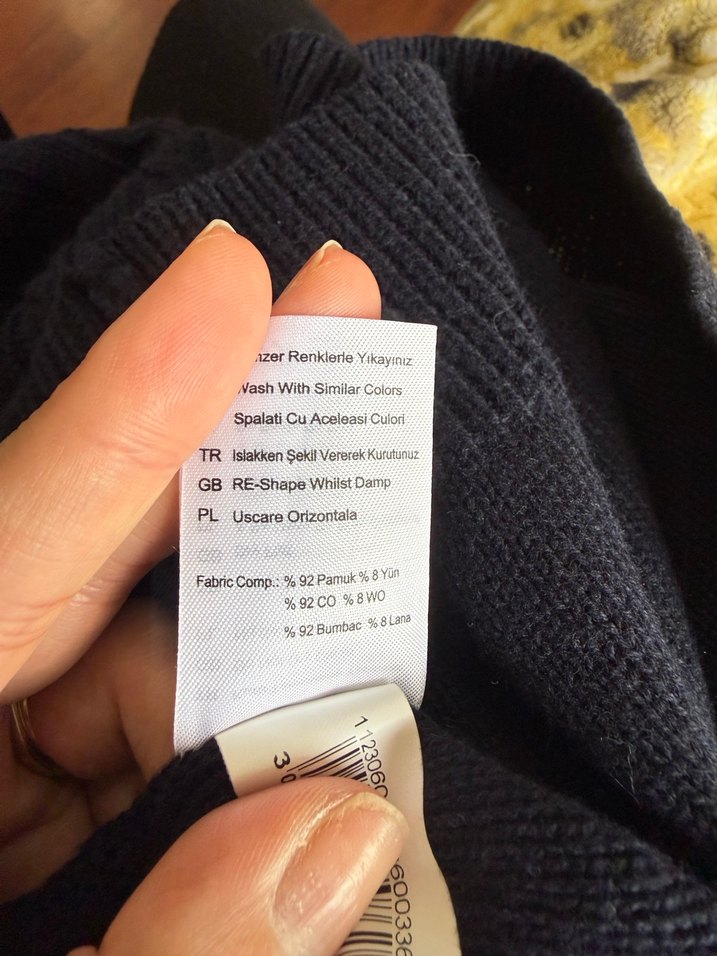 Renklerle Yıkayınız
Wash With Similar Colors
Spalati Cu Aceleasi Culori
TR Islakken Şekil Vererek Kurutunuz
GB RE-Shape Whilst Damp
PL Uscare Orizontala
Fabric Comp.: % 92 Pamuk % 8 Yün
% 92 CO % 8 WO
% 92 Bumbac % 8 Lana